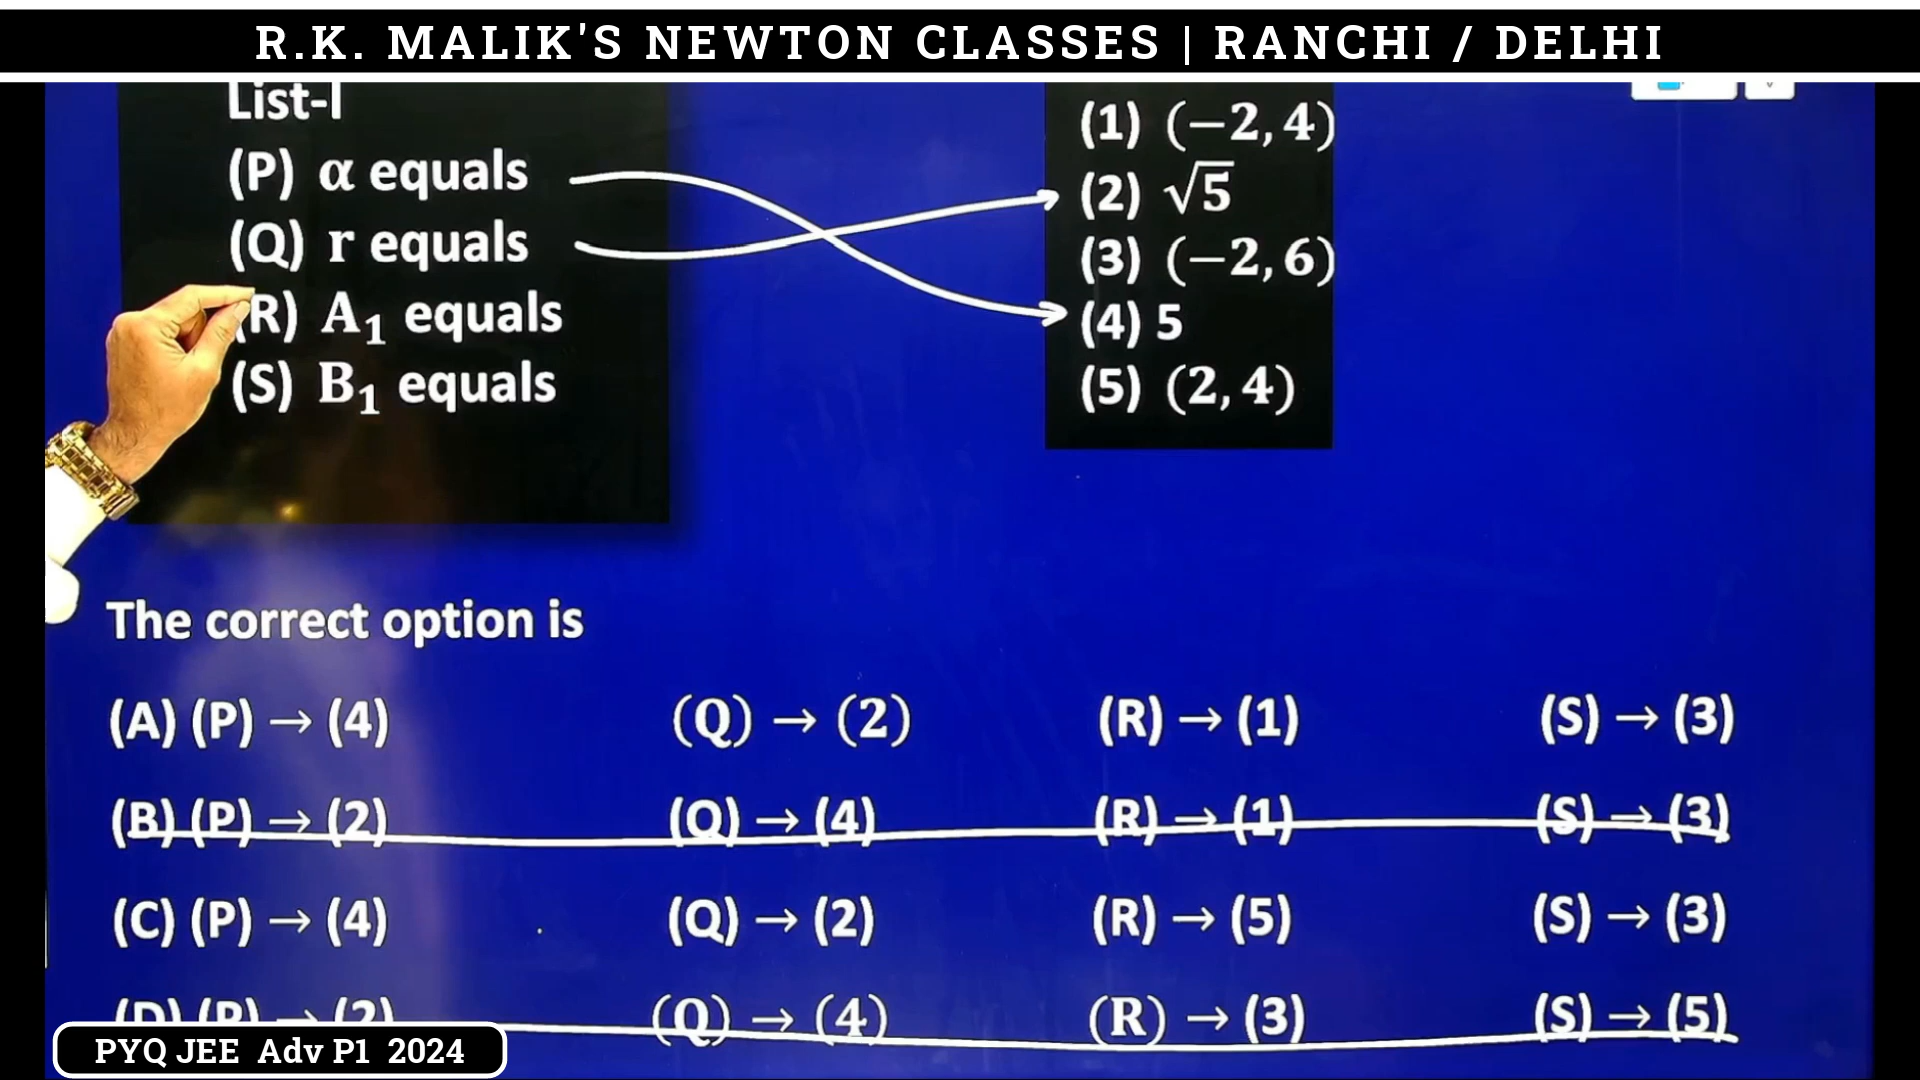 R.K. MALIK'S NEWTON CLASSES | RANCHI / DELHI
List-I
(P) α equals
(Q) r equals
(R) A₁ equals
(S) B₁ equals
(1) (−2, 4)
(2) √5
(3) (−2, 6)
(4) 5
(5) (2, 4)
The correct option is
(A) (P) → (4) (Q) → (2) (R) → (1) (S) → (3)
(B) (P) → (2) (Q) → (4) (R) → (1) (S) → (3)
(C) (P) → (4) (Q) → (2) (R) → (5) (S) → (3)
(D) (P) → (2) (Q) → (4) (R) → (3) (S) → (5)
PYQ JEE Adv P1 2024